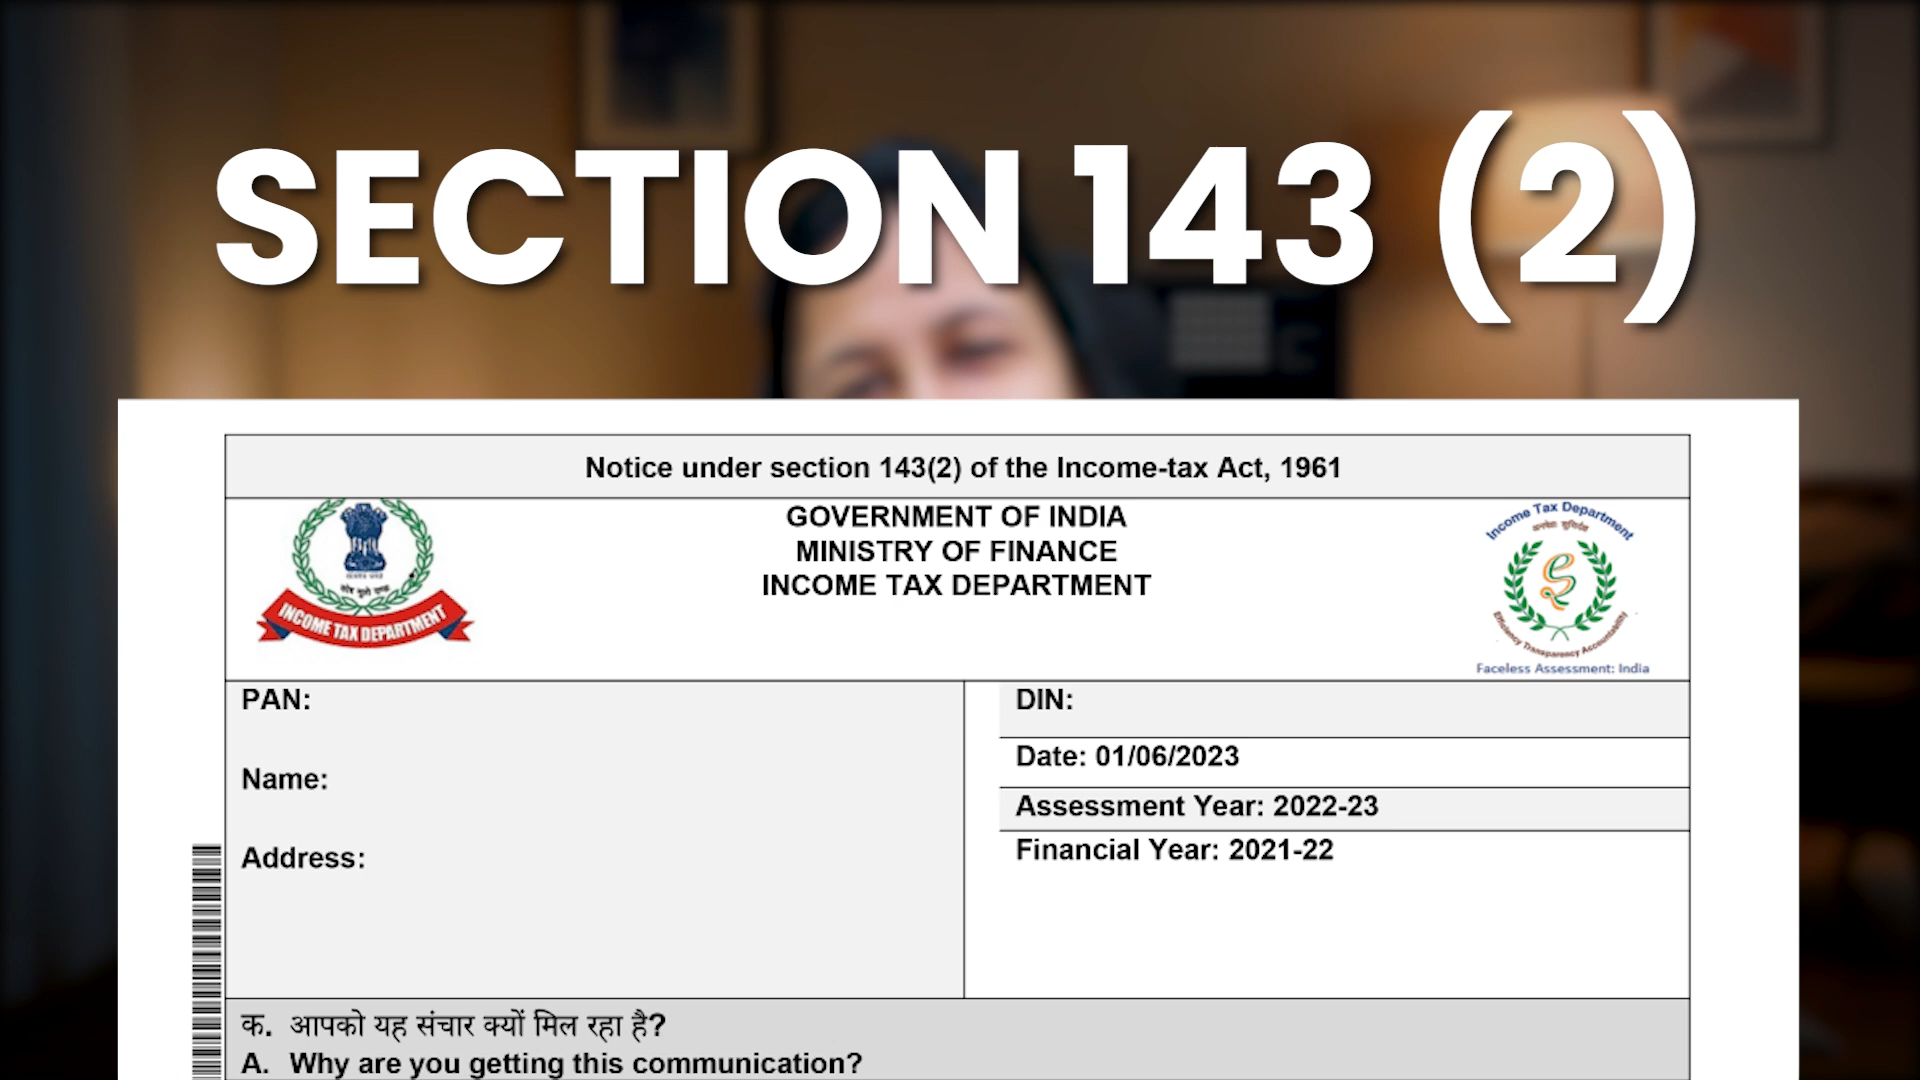 SECTION 143 (2)
Notice under section 143(2) of the Income-tax Act, 1961
GOVERNMENT OF INDIA
MINISTRY OF FINANCE
INCOME TAX DEPARTMENT
INCOME TAX DEPARTMENT
Income Tax Department
Efficiency Transparency Accountability
Faceless Assessment: India
PAN:
Name:
Address:
DIN:
Date: 01/06/2023
Assessment Year: 2022-23
Financial Year: 2021-22
क. आपको यह संचार क्यों मिल रहा है?
A. Why are you getting this communication?